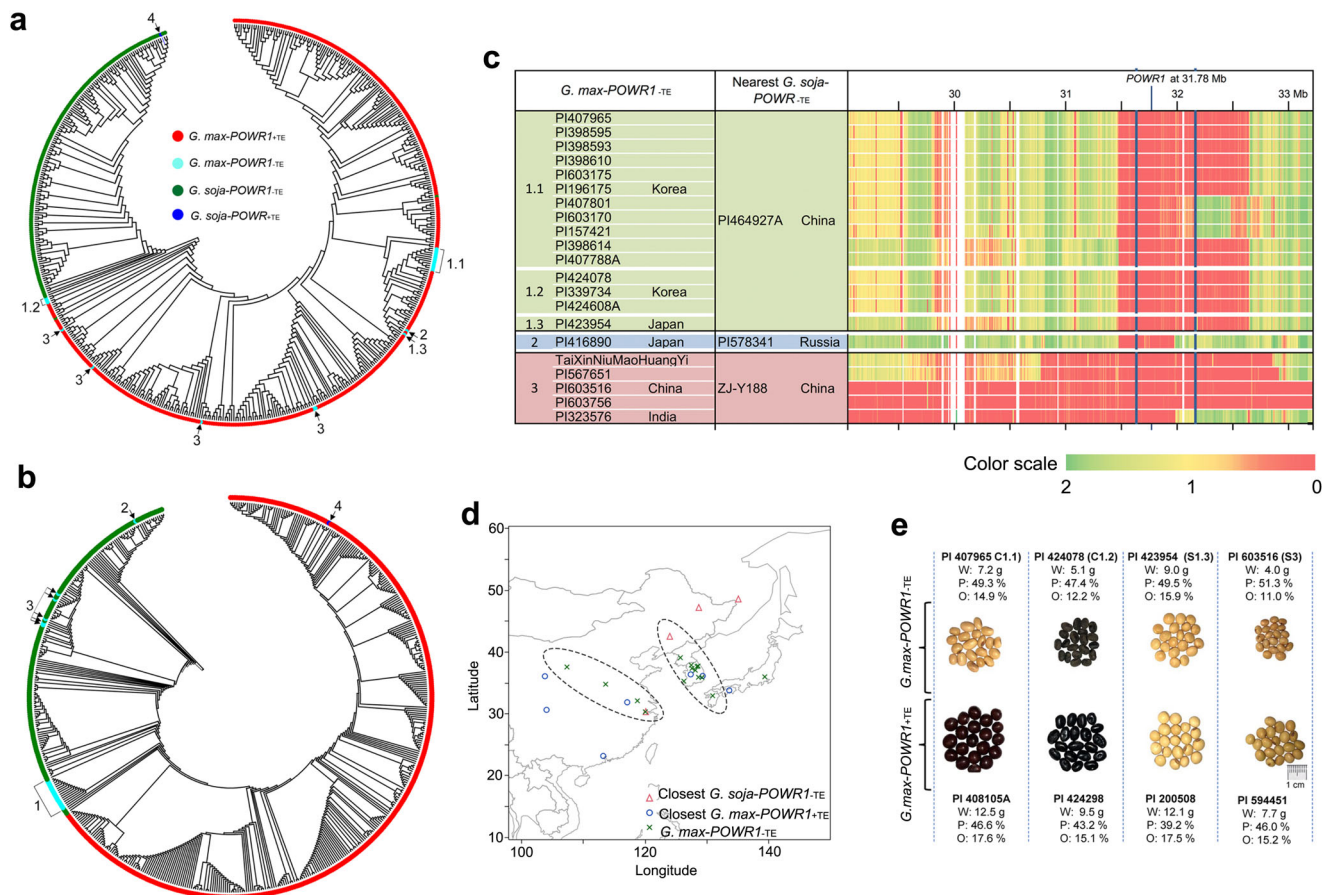 a
4
G. max-POWR1+TE
G. max-POWR1-TE
G. soja-POWR1-TE
G. soja-POWR+TE
1.1
1.2
3
2
1.3
3
3
3
b
2
4
3
1
c
G. max-POWR1-TE
Nearest G. soja-
POWR-TE
POWR1 at 31.78 Mb
30 31 32 33 Mb
PI407965
PI398595
PI398593
PI398610
PI603175
1.1 PI196175 Korea
PI407801
PI603170 PI464927A China
PI157421
PI398614
PI407788A
PI424078
1.2 PI339734 Korea
PI424608A
1.3 PI423954 Japan
2 PI416890 Japan PI578341 Russia
TaiXinNiuMaoHuangYi
PI567651
3 PI603516 China ZJ-Y188 China
PI603756
PI323576 India
Color scale
2 1 0
d
60
50
40
30
20
10
Latitude
100 120 140
Longitude
Closest G. soja-POWR1-TE
Closest G. max-POWR1+TE
G. max-POWR1-TE
e
G.max-POWR1-TE
PI 407965 C1.1) PI 424078 (C1.2) PI 423954 (S1.3) PI 603516 (S3)
W: 7.2 g W: 5.1 g W: 9.0 g W: 4.0 g
P: 49.3 % P: 47.4 % P: 49.5 % P: 51.3 %
O: 14.9 % O: 12.2 % O: 15.9 % O: 11.0 %
G.max-POWR1+TE
1 cm
PI 408105A PI 424298 PI 200508 PI 594451
W: 12.5 g W: 9.5 g W: 12.1 g W: 7.7 g
P: 46.6 % P: 43.2 % P: 39.2 % P: 46.0 %
O: 17.6 % O: 15.1 % O: 17.5 % O: 15.2 %